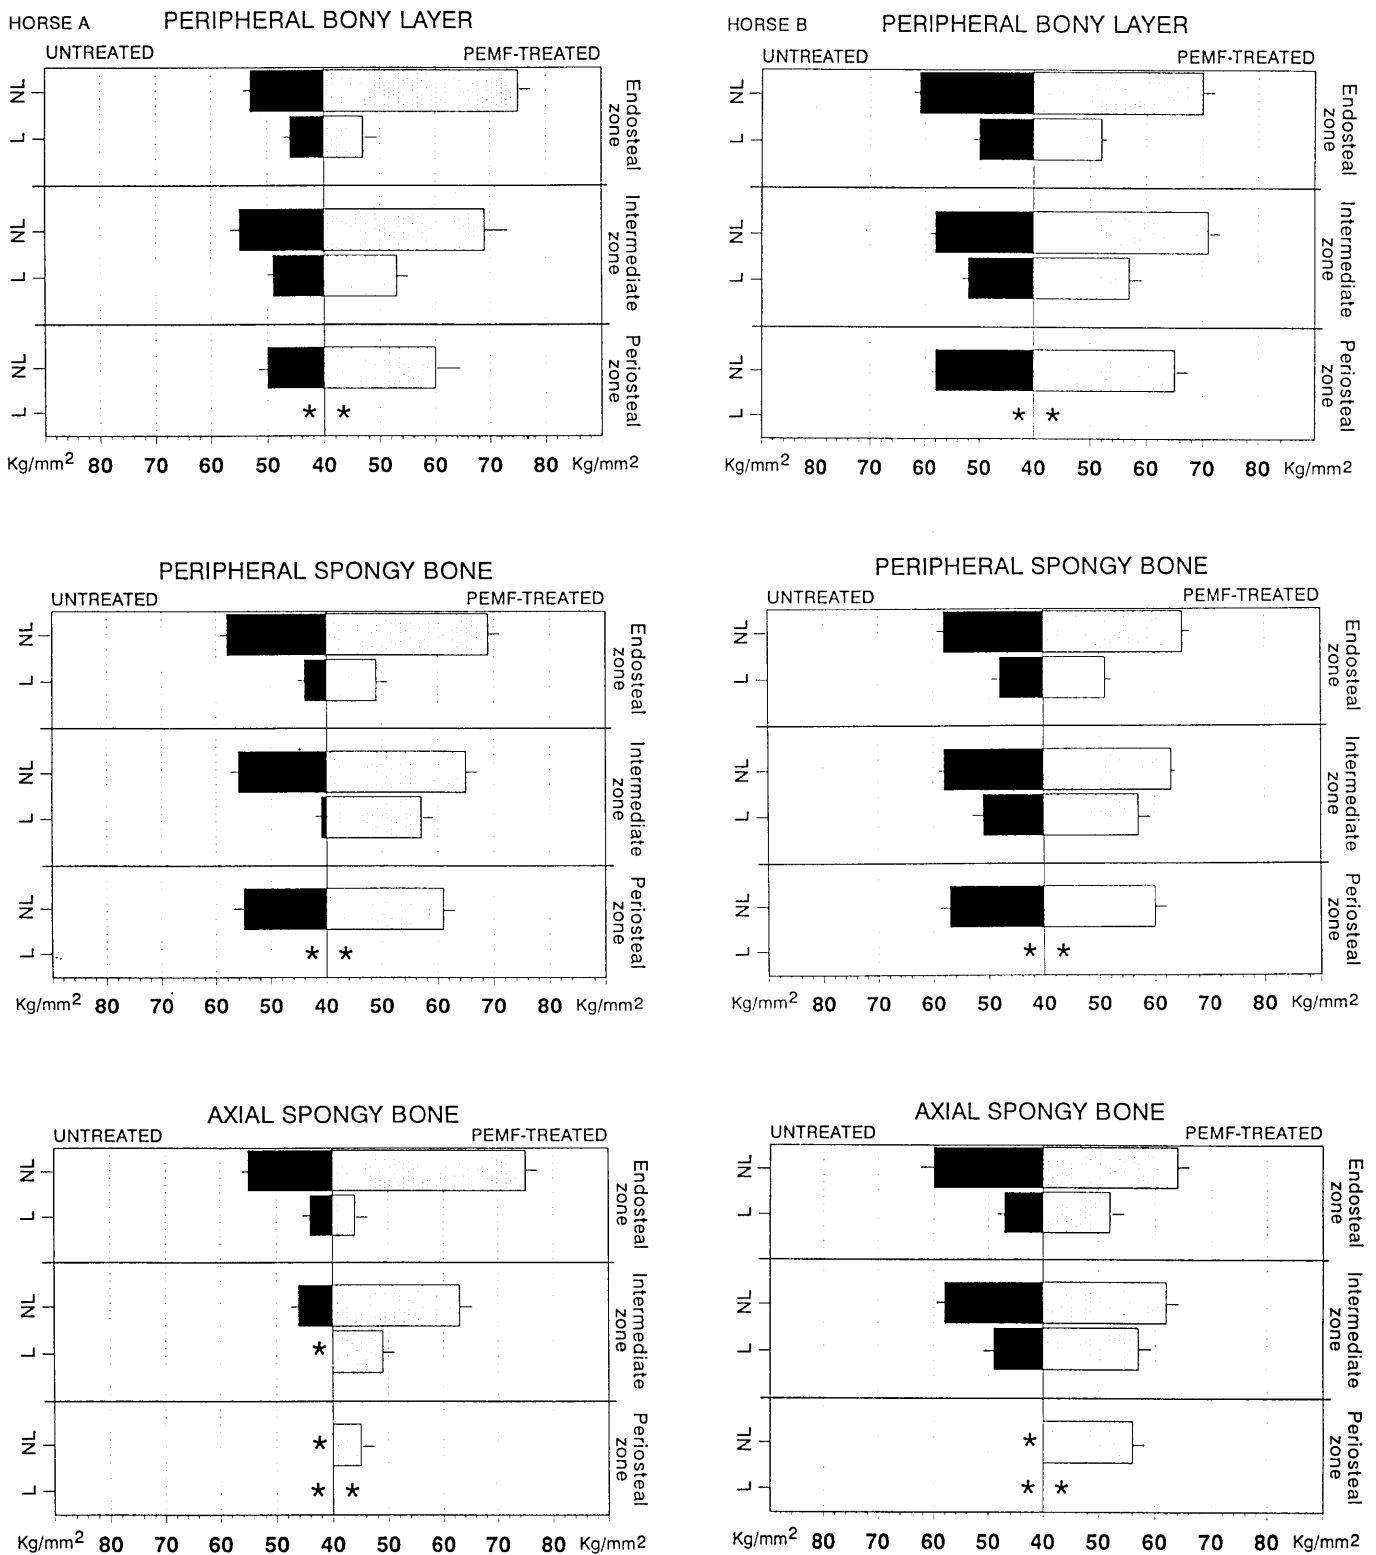 HORSE A PERIPHERAL BONY LAYER
UNTREATED PEMF-TREATED
NL
L
Endosteal
zone
NL
L
Intermediate
zone
NL
L * *
Periosteal
zone
Kg/mm2 80 70 60 50 40 50 60 70 80 Kg/mm2
HORSE B PERIPHERAL BONY LAYER
UNTREATED PEMF-TREATED
NL
L
Endosteal
zone
NL
L
Intermediate
zone
NL
L * *
Periosteal
zone
Kg/mm2 80 70 60 50 40 50 60 70 80 Kg/mm2
PERIPHERAL SPONGY BONE
UNTREATED PEMF-TREATED
NL
L
Endosteal
zone
NL
L
Intermediate
zone
NL
L * *
Periosteal
zone
Kg/mm2 80 70 60 50 40 50 60 70 80 Kg/mm2
PERIPHERAL SPONGY BONE
UNTREATED PEMF-TREATED
NL
L
Endosteal
zone
NL
L
Intermediate
zone
NL
L * *
Periosteal
zone
Kg/mm2 80 70 60 50 40 50 60 70 80 Kg/mm2
AXIAL SPONGY BONE
UNTREATED PEMF-TREATED
NL
L
Endosteal
zone
NL
L *
Intermediate
zone
NL *
L * *
Periosteal
zone
Kg/mm2 80 70 60 50 40 50 60 70 80 Kg/mm2
AXIAL SPONGY BONE
UNTREATED PEMF-TREATED
NL
L
Endosteal
zone
NL
L
Intermediate
zone
NL *
L * *
Periosteal
zone
Kg/mm2 80 70 60 50 40 50 60 70 80 Kg/mm2